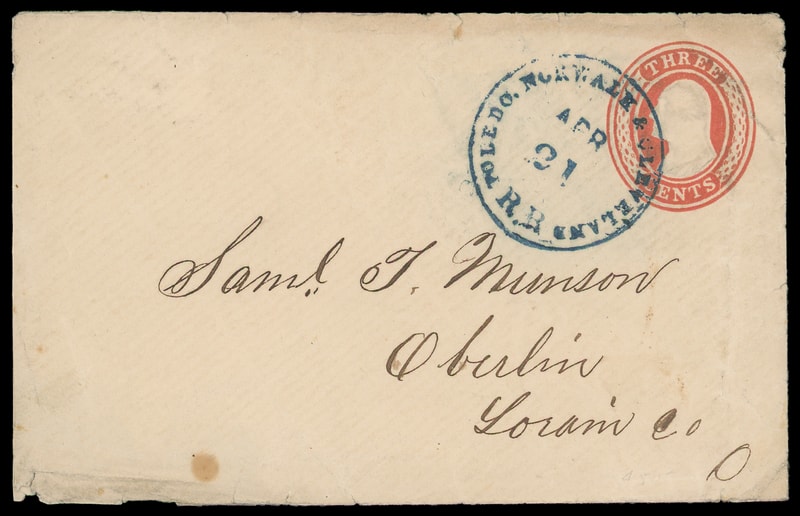 THREE
CENTS
TOLEDO, NORWALK & CLEVELAND
APR
21
R.R
Saml. T. Munson
Oberlin
Lorain Co
O